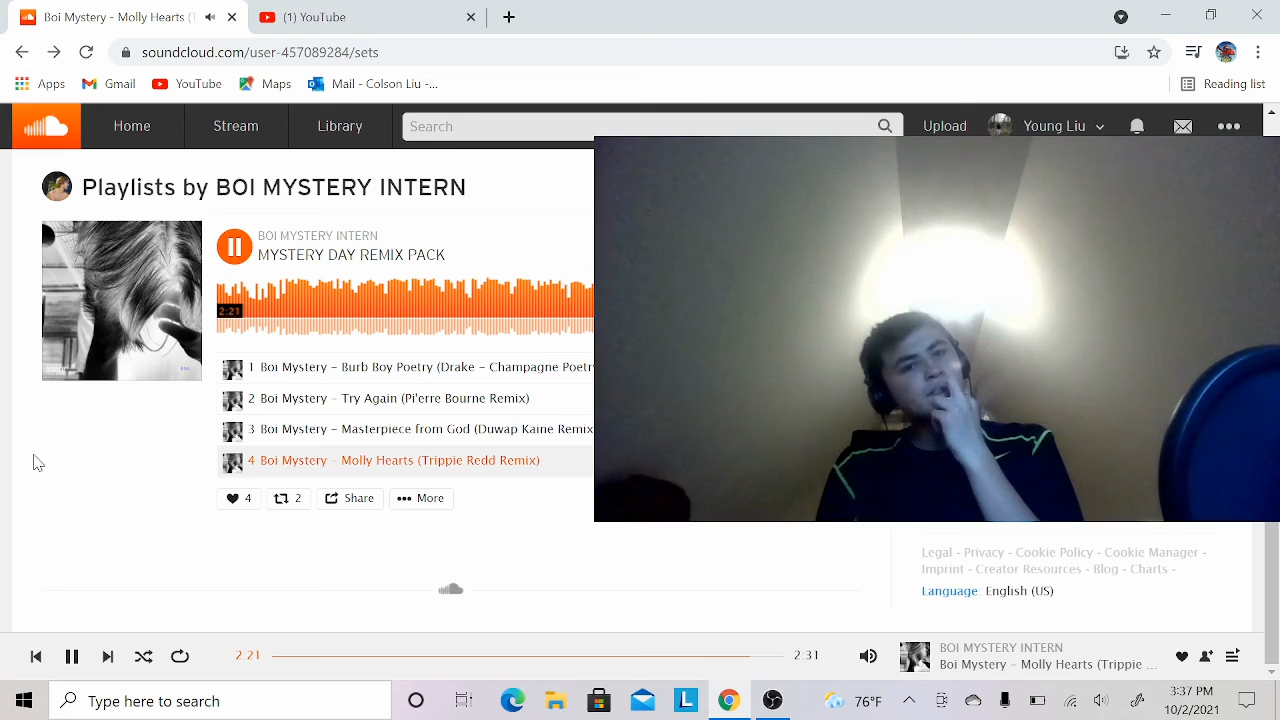 Boi Mystery - Molly Hearts (T
(1) YouTube
soundcloud.com/user-457089284/sets
Apps
Gmail
YouTube
Maps
Mail - Colson Liu -...
Reading list
Home
Stream
Library
Search
Upload
Young Liu
Playlists by BOI MYSTERY INTERN
BOI MYSTERY INTERN
MYSTERY DAY REMIX PACK
2:21
1 Boi Mystery – Burb Boy Poetry (Drake – Champagne Poetr
2 Boi Mystery – Try Again (Pi'erre Bourne Remix)
3 Boi Mystery – Masterpiece from God (Duwap Kaine Remix
4 Boi Mystery – Molly Hearts (Trippie Redd Remix)
4
2
Share
More
Legal - Privacy - Cookie Policy - Cookie Manager -
Imprint - Creator Resources - Blog - Charts -
Language: English (US)
2:21
2:31
BOI MYSTERY INTERN
Boi Mystery – Molly Hearts (Trippie ...
Type here to search
L
76°F
3:37 PM
10/2/2021